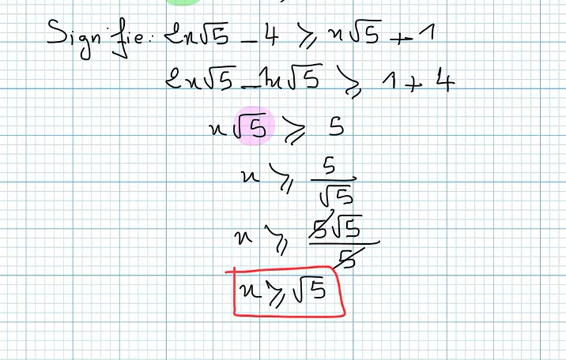 Signifie: 2x√5 - 4 ⩾ x√5 + 1
2x√5 - 1x√5 ⩾ 1 + 4
x√5 ⩾ 5
x ⩾ 5/√5
x ⩾ 5√5/5
x ⩾ √5